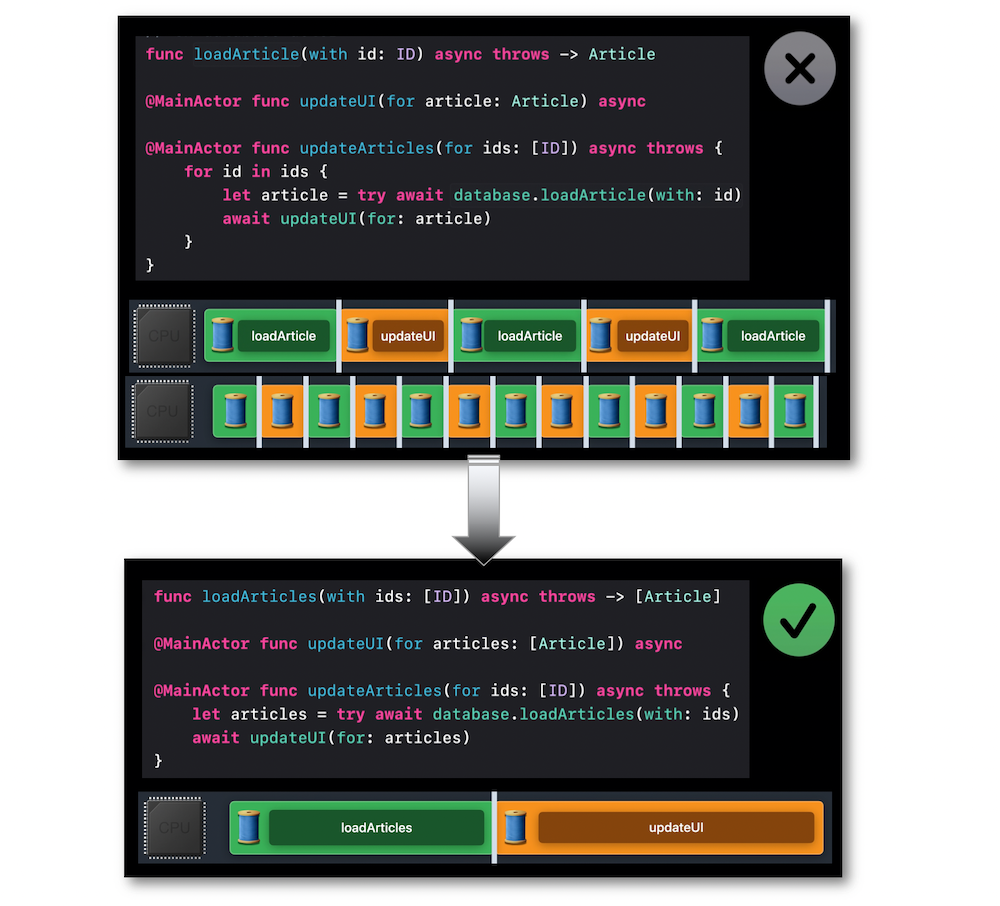 func loadArticle(with id: ID) async throws -> Article
@MainActor func updateUI(for article: Article) async
@MainActor func updateArticles(for ids: [ID]) async throws {
for id in ids {
let article = try await database.loadArticle(with: id)
await updateUI(for: article)
}
}
CPU loadArticle updateUI loadArticle updateUI loadArticle
CPU
func loadArticles(with ids: [ID]) async throws -> [Article]
@MainActor func updateUI(for articles: [Article]) async
@MainActor func updateArticles(for ids: [ID]) async throws {
let articles = try await database.loadArticles(with: ids)
await updateUI(for: articles)
}
CPU loadArticles updateUI